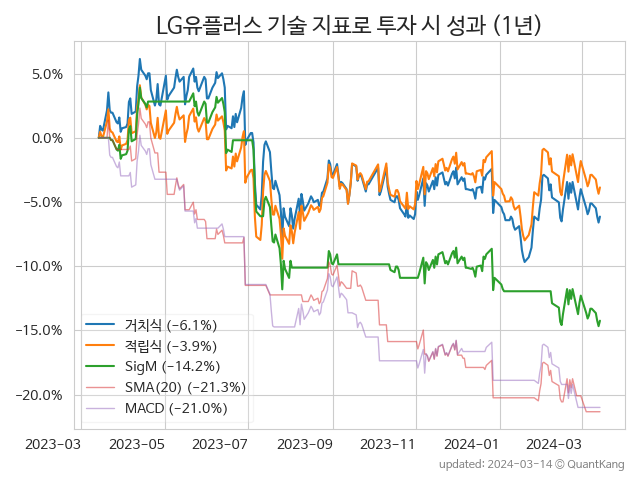 LG유플러스 기술 지표로 투자 시 성과 (1년)
5.0%
0.0%
−5.0%
−10.0%
−15.0%
−20.0%
거치식 (−6.1%)
적립식 (−3.9%)
SigM (−14.2%)
SMA(20) (−21.3%)
MACD (−21.0%)
2023−03 2023−05 2023−07 2023−09 2023−11 2024−01 2024−03
updated: 2024−03−14 ⓒ QuantKang